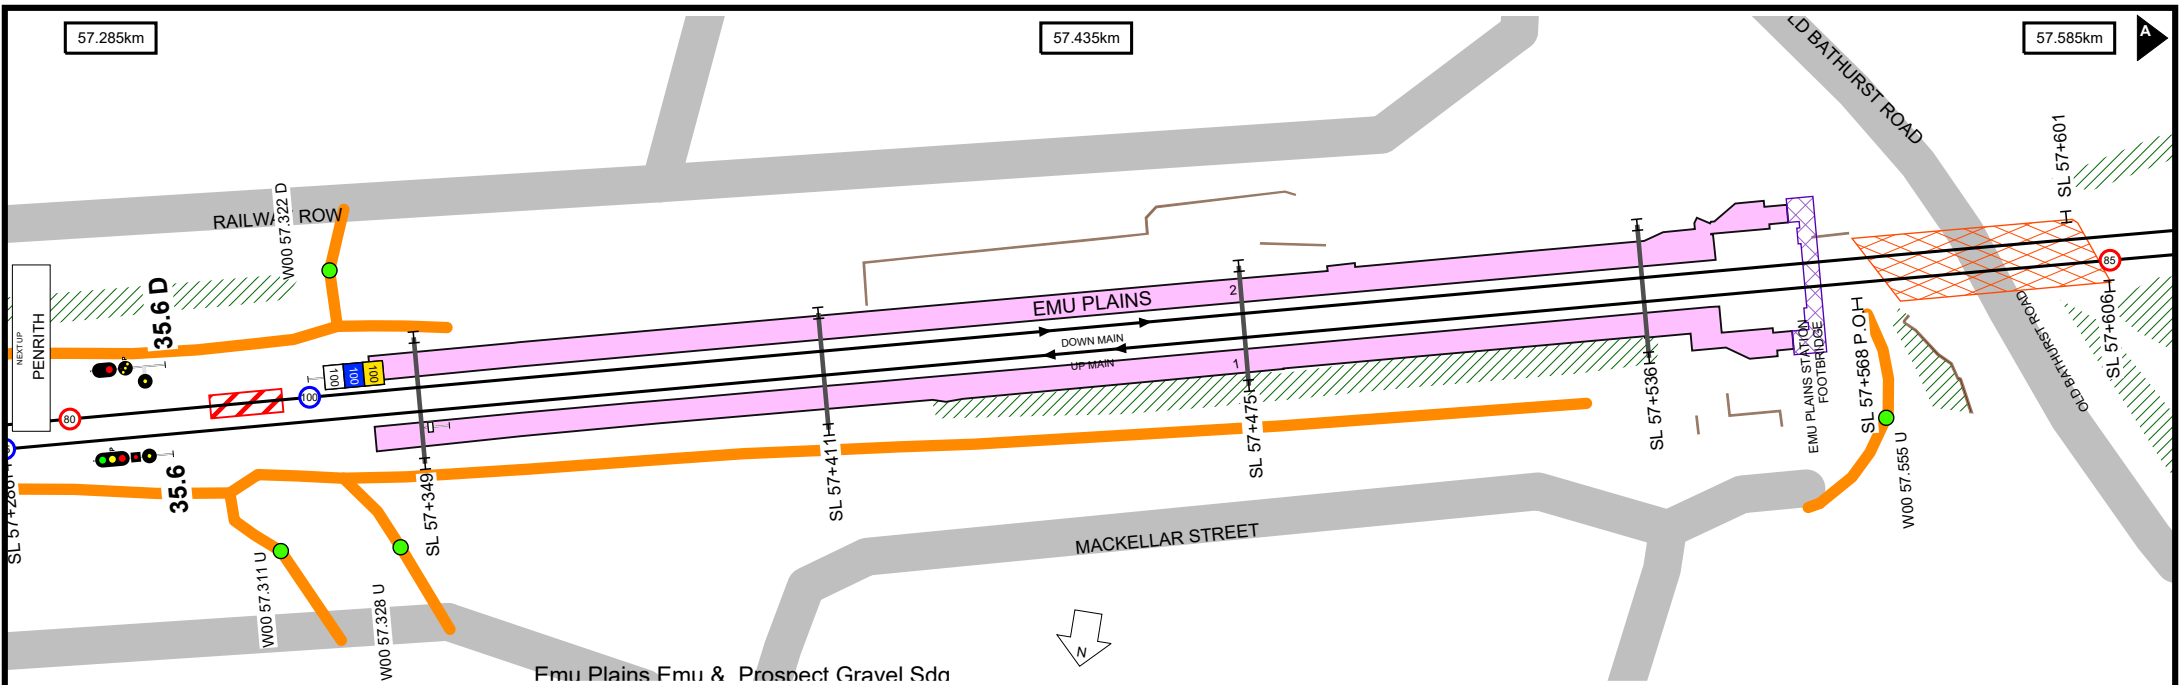 57.285km
57.435km
57.585km
A
LD BATHURST ROAD
SL 57+601
RAILWAY ROW
W00 57.322 D
NEXT UP
PENRITH
35.6 D
80
100
100
100
100
EMU PLAINS
2
DOWN MAIN
UP MAIN
1
85
OLD BATHURST ROAD
SL 57+606
EMU PLAINS STATION
FOOTBRIDGE
SL 57+568 P.O.
W00 57.555 U
SL 57+536
SL 57+475
SL 57+411
SL 57+349
35.6
W00 57.311 U
W00 57.328 U
MACKELLAR STREET
N
Emu Plains Emu & Prospect Gravel Sdg